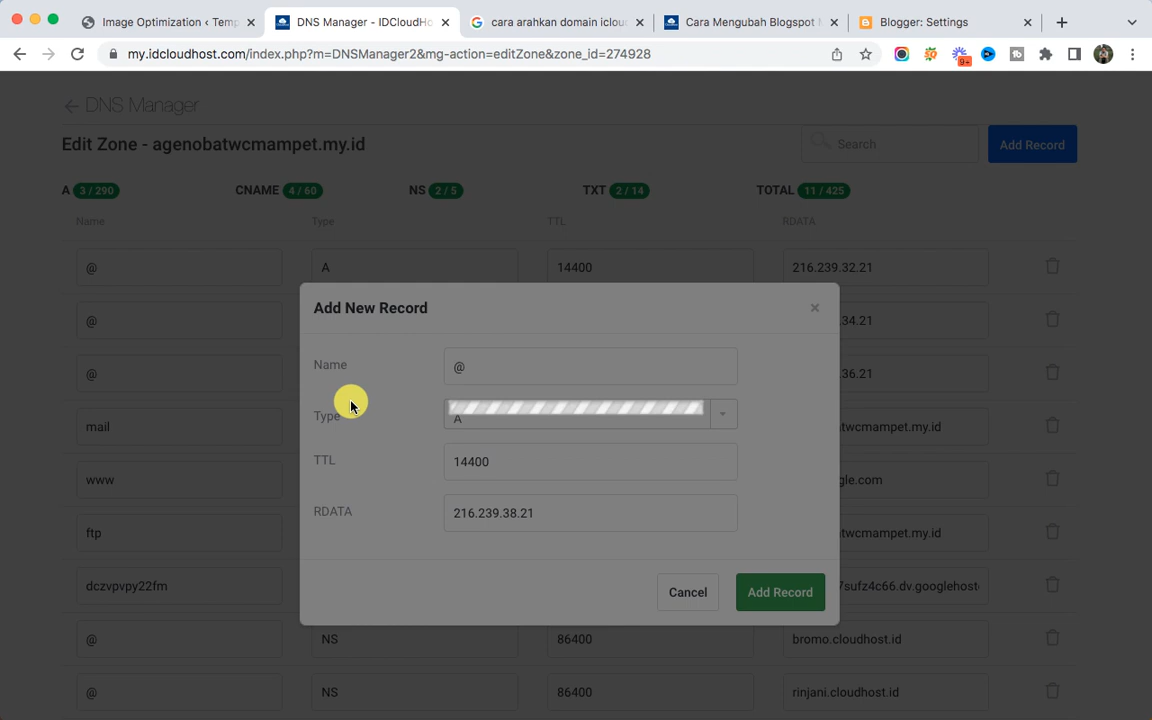 Image Optimization ‹ Temp
DNS Manager - IDCloudHo
cara arahkan domain iclou
Cara Mengubah Blogspot M
Blogger: Settings
my.idcloudhost.com/index.php?m=DNSManager2&mg-action=editZone&zone_id=274928
9+
DNS Manager
Edit Zone - agenobatwcmampet.my.id
Search
Add Record
A 3 / 290
CNAME 4 / 60
NS 2 / 5
TXT 2 / 14
TOTAL 11 / 425
Name Type TTL RDATA
@ A 14400 216.239.32.21
@ 34.21
@ 36.21
mail atwcmampet.my.id
www gle.com
ftp atwcmampet.my.id
dczvpvpy22fm 7sufz4c66.dv.googlehost
@ NS 86400 bromo.cloudhost.id
@ NS 86400 rinjani.cloudhost.id
Add New Record ×
Name @
Type A
TTL 14400
RDATA 216.239.38.21
Cancel
Add Record